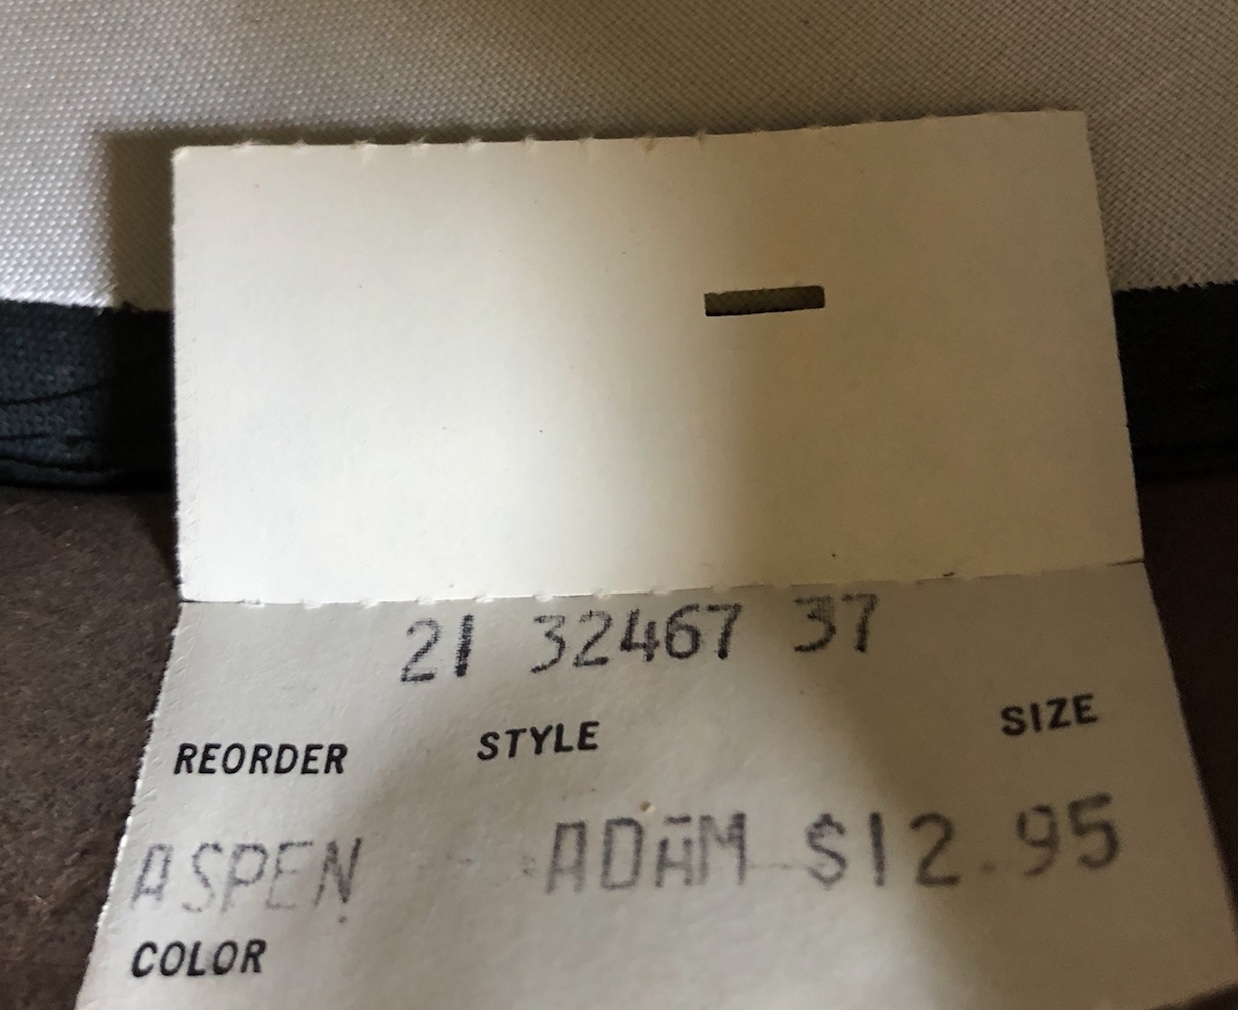 21 32467 37
REORDER STYLE SIZE
ASPEN ADAM $12.95
COLOR